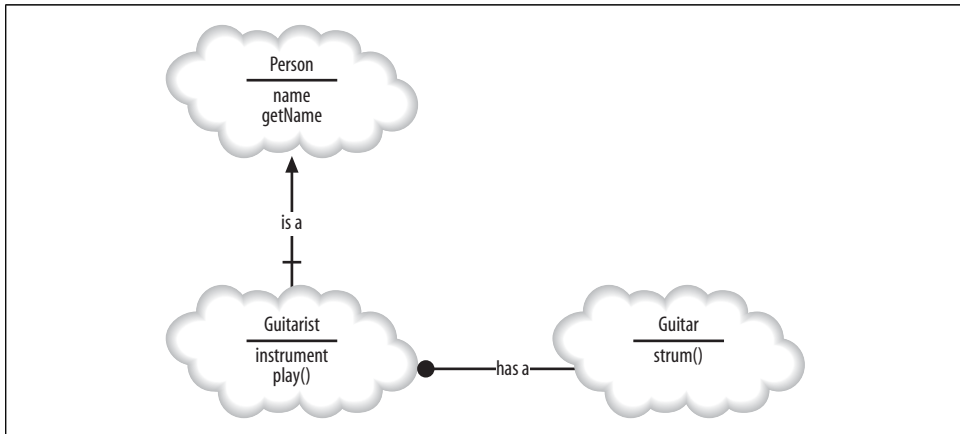 Person
name
getName
is a
Guitarist
instrument
play()
has a
Guitar
strum()